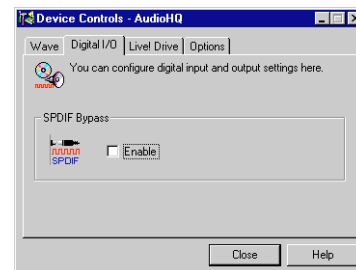 Device Controls - AudioHQ
Wave Digital I/O Live! Drive Options
You can configure digital input and output settings here.
SPDIF Bypass
SPDIF
Enable
Close Help